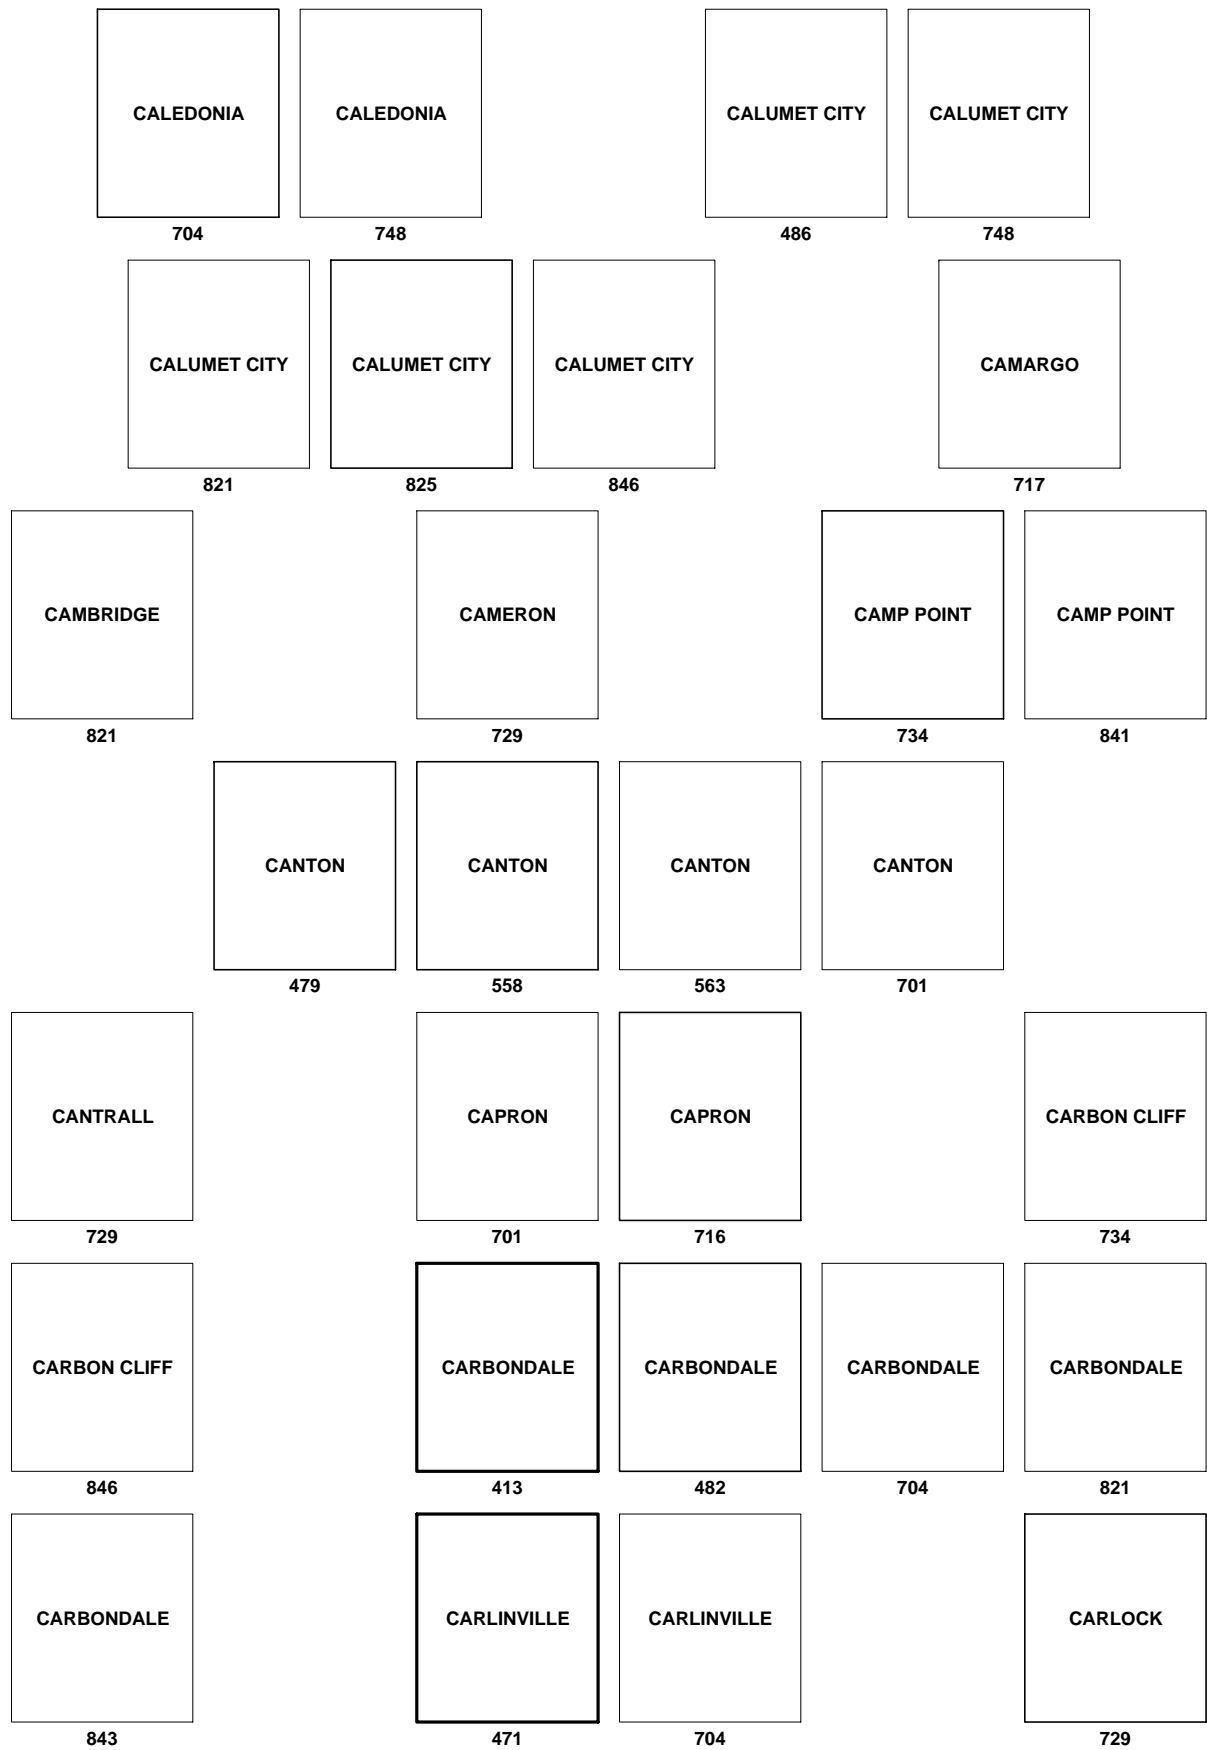 CALEDONIA CALEDONIA CALUMET CITY CALUMET CITY
704 748 486 748
CALUMET CITY CALUMET CITY CALUMET CITY CAMARGO
821 825 846 717
CAMBRIDGE CAMERON CAMP POINT CAMP POINT
821 729 734 841
CANTON CANTON CANTON CANTON
479 558 563 701
CANTRALL CAPRON CAPRON CARBON CLIFF
729 701 716 734
CARBON CLIFF CARBONDALE CARBONDALE CARBONDALE CARBONDALE
846 413 482 704 821
CARBONDALE CARLINVILLE CARLINVILLE CARLOCK
843 471 704 729